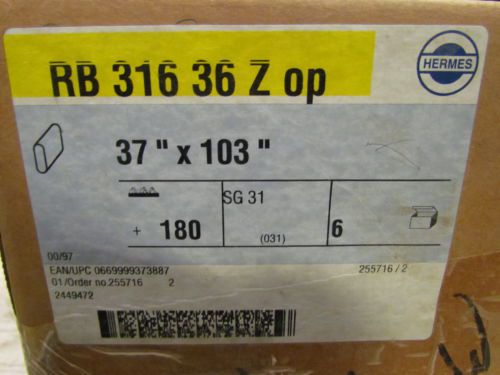 RB 316 36 Z op
HERMES
37 " x 103 "
SG 31
+ 180
(031)
6
00/97
EAN/UPC 0669999373887
255716 / 2
01/Order no.255716 2
2449472